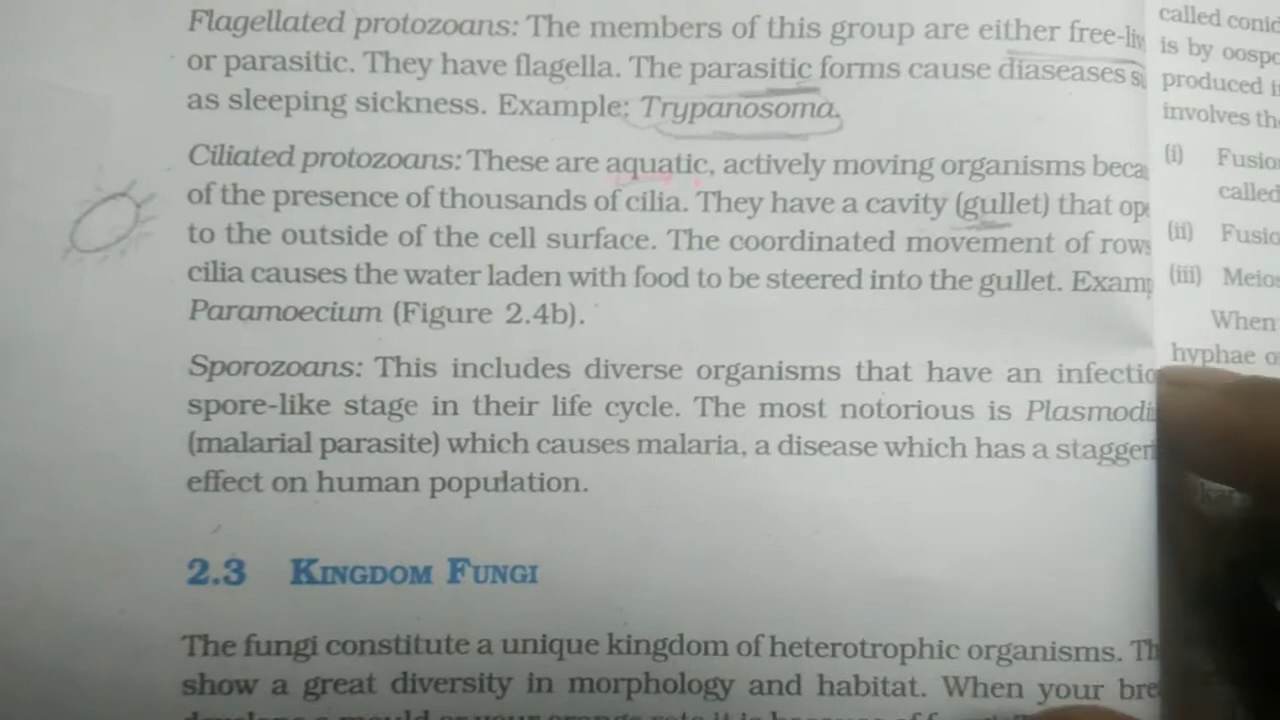 Flagellated protozoans: The members of this group are either free-liv
or parasitic. They have flagella. The parasitic forms cause diaseases s
as sleeping sickness. Example: Trypanosoma.
Ciliated protozoans: These are aquatic, actively moving organisms beca
of the presence of thousands of cilia. They have a cavity (gullet) that ope
to the outside of the cell surface. The coordinated movement of rows
cilia causes the water laden with food to be steered into the gullet. Examp
Paramoecium (Figure 2.4b).
Sporozoans: This includes diverse organisms that have an infectio
spore-like stage in their life cycle. The most notorious is Plasmodi
(malarial parasite) which causes malaria, a disease which has a staggeri
effect on human population.
2.3 KINGDOM FUNGI
The fungi constitute a unique kingdom of heterotrophic organisms. Th
show a great diversity in morphology and habitat. When your bre
called conid
is by oospo
produced i
involves the
(i) Fusion
called
(ii) Fusio
(iii) Meios
When
hyphae o